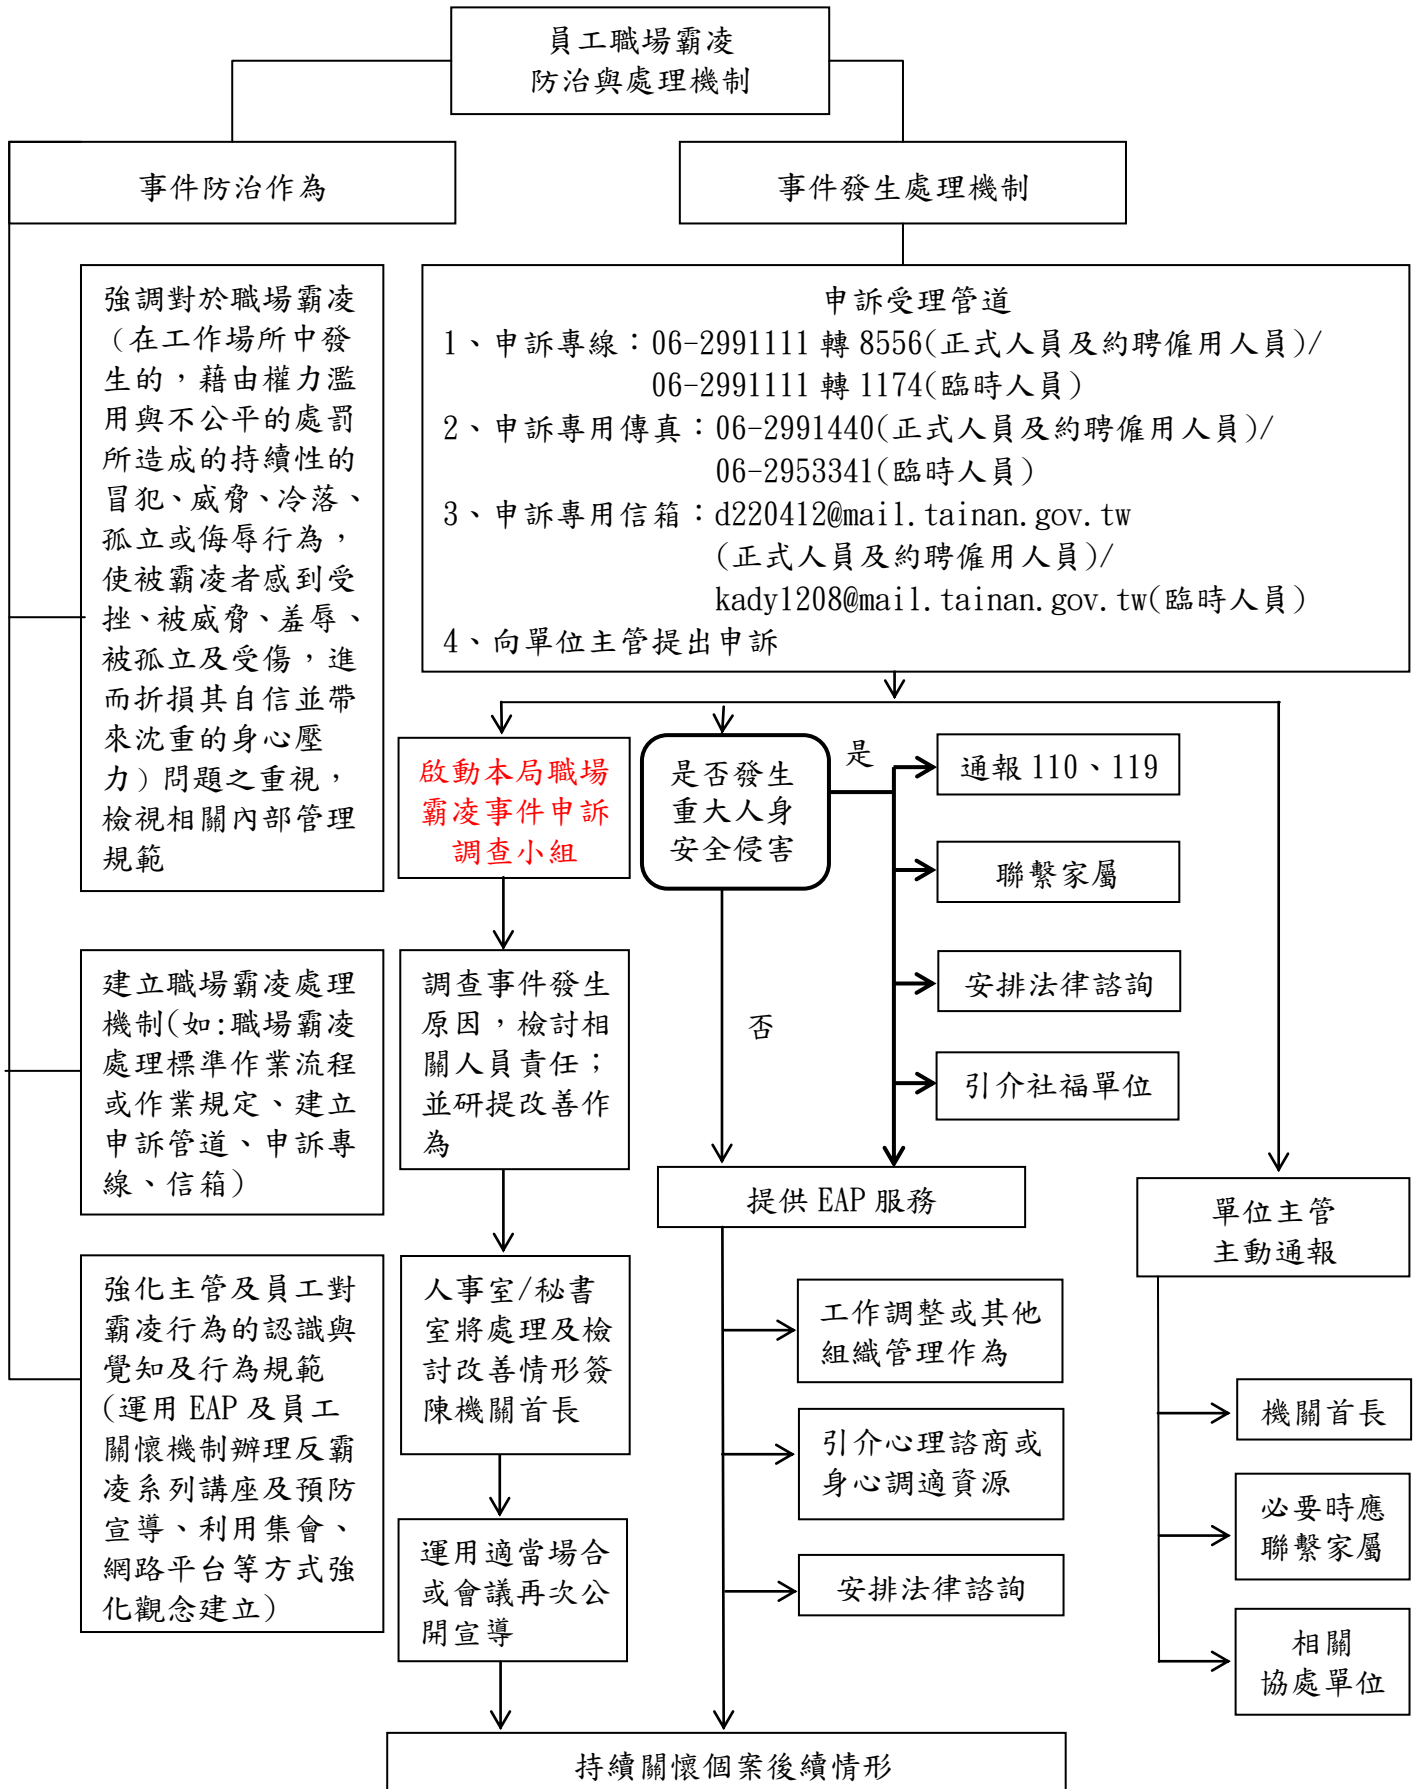 員工職場霸凌
防治與處理機制
事件防治作為
事件發生處理機制
強調對於職場霸凌
(在工作場所中發
生的,藉由權力濫
用與不公平的處罰
所造成的持續性的
冒犯、威脅、冷落、
孤立或侮辱行為,
使被霸凌者感到受
挫、被威脅、羞辱、
被孤立及受傷,進
而折損其自信並帶
來沈重的身心壓
力)問題之重視,
檢視相關內部管理
規範
建立職場霸凌處理
機制(如:職場霸凌
處理標準作業流程
或作業規定、建立
申訴管道、申訴專
線、信箱)
強化主管及員工對
霸凌行為的認識與
覺知及行為規範
(運用 EAP 及員工
關懷機制辦理反霸
凌系列講座及預防
宣導、利用集會、
網路平台等方式強
化觀念建立)
申訴受理管道
1、申訴專線:06-2991111 轉 8556(正式人員及約聘僱用人員)/
06-2991111 轉 1174(臨時人員)
2、申訴專用傳真:06-2991440(正式人員及約聘僱用人員)/
06-2953341(臨時人員)
3、申訴專用信箱:d220412@mail.tainan.gov.tw
(正式人員及約聘僱用人員)/
kady1208@mail.tainan.gov.tw(臨時人員)
4、向單位主管提出申訴
啟動本局職場
霸凌事件申訴
調查小組
調查事件發生
原因,檢討相
關人員責任;
並研提改善作
為
人事室/秘書
室將處理及檢
討改善情形簽
陳機關首長
運用適當場合
或會議再次公
開宣導
是否發生
重大人身
安全侵害
是
否
通報 110、119
聯繫家屬
安排法律諮詢
引介社福單位
提供 EAP 服務
工作調整或其他
組織管理作為
引介心理諮商或
身心調適資源
安排法律諮詢
單位主管
主動通報
機關首長
必要時應
聯繫家屬
相關
協處單位
持續關懷個案後續情形